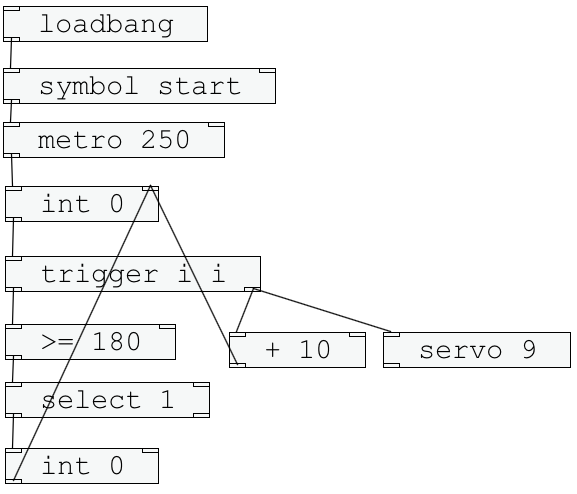 loadbang
symbol start
metro 250
int 0
trigger i i
>= 180
+ 10
servo 9
select 1
int 0